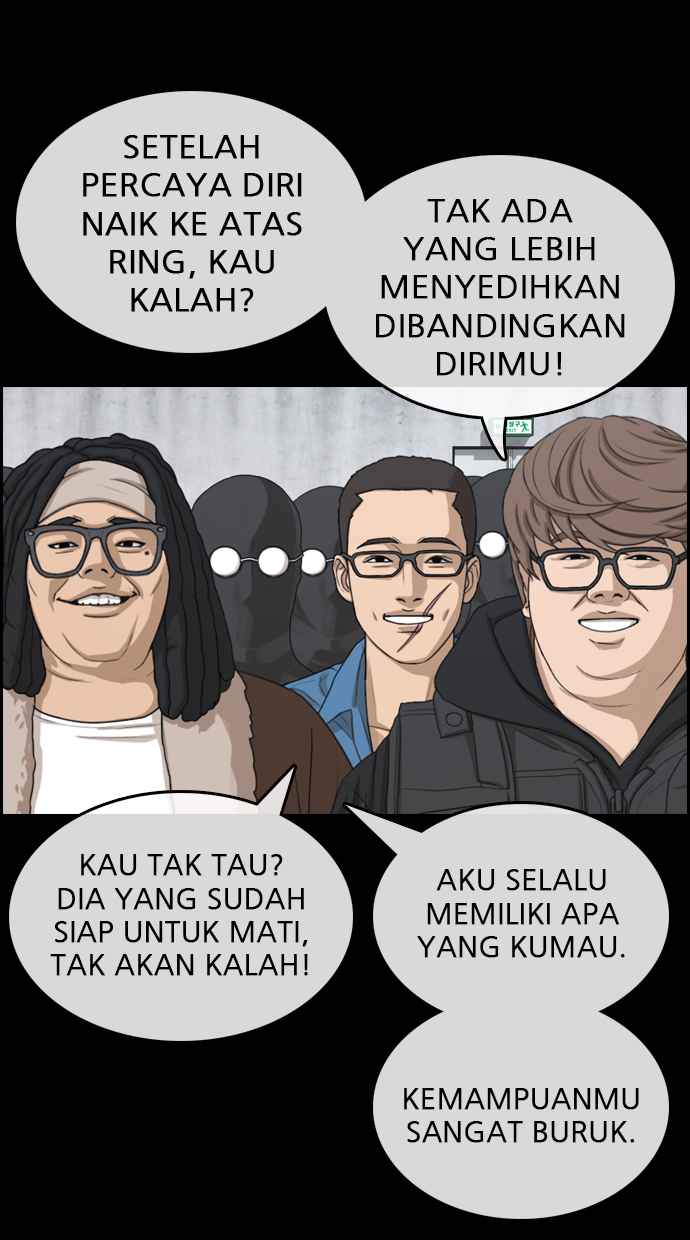 SETELAH
PERCAYA DIRI
NAIK KE ATAS
RING, KAU
KALAH?
TAK ADA
YANG LEBIH
MENYEDIHKAN
DIBANDINGKAN
DIRIMU!
KAU TAK TAU?
DIA YANG SUDAH
SIAP UNTUK MATI,
TAK AKAN KALAH!
AKU SELALU
MEMILIKI APA
YANG KUMAU.
KEMAMPUANMU
SANGAT BURUK.